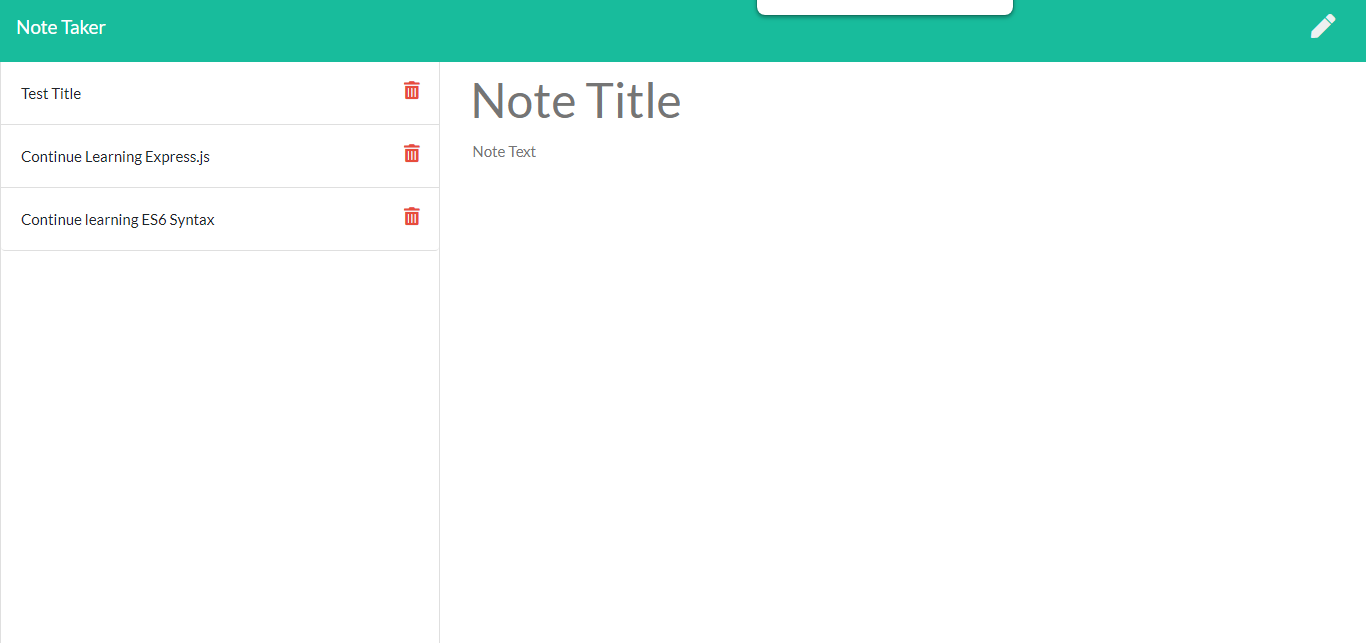 Note Taker
Test Title
Continue Learning Express.js
Continue learning ES6 Syntax
Note Title
Note Text